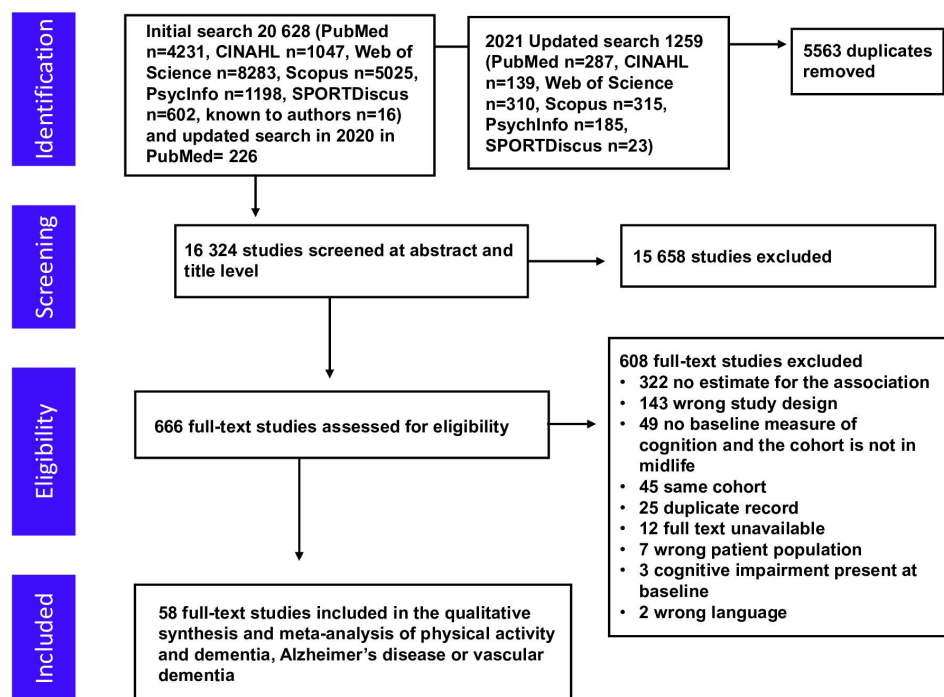 Identification
Initial search 20 628 (PubMed
n=4231, CINAHL n=1047, Web
of Science n=8283, Scopus n=5025,
PsycInfo n=1198, SPORTDiscus
n=602, known to authors n=16)
and updated search in 2020 in
PubMed= 226
2021 Updated search 1259
(PubMed n=287, CINAHL
n=139, Web of Science
n=310, Scopus n=315,
PsychInfo n=185,
SPORTDiscus n=23)
5563 duplicates
removed
Screening
16 324 studies screened at abstract and
title level
15 658 studies excluded
Eligibility
666 full-text studies assessed for eligibility
608 full-text studies excluded
• 322 no estimate for the association
• 143 wrong study design
• 49 no baseline measure of
cognition and the cohort is not in
midlife
• 45 same cohort
• 25 duplicate record
• 12 full text unavailable
• 7 wrong patient population
• 3 cognitive impairment present at
baseline
• 2 wrong language
Included
58 full-text studies included in the qualitative
synthesis and meta-analysis of physical activity
and dementia, Alzheimer's disease or vascular
dementia